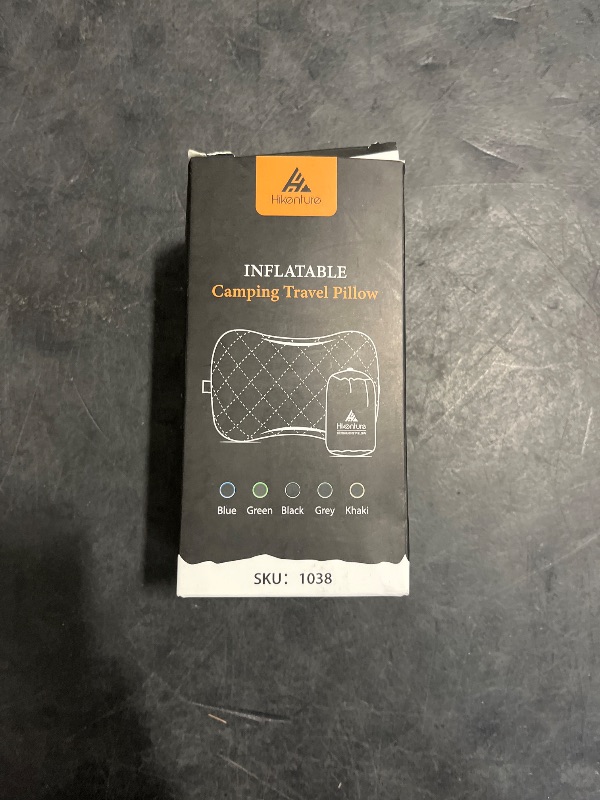 Hikenture
INFLATABLE
Camping Travel Pillow
Hikenture
Blue Green Black Grey Khaki
SKU: 1038